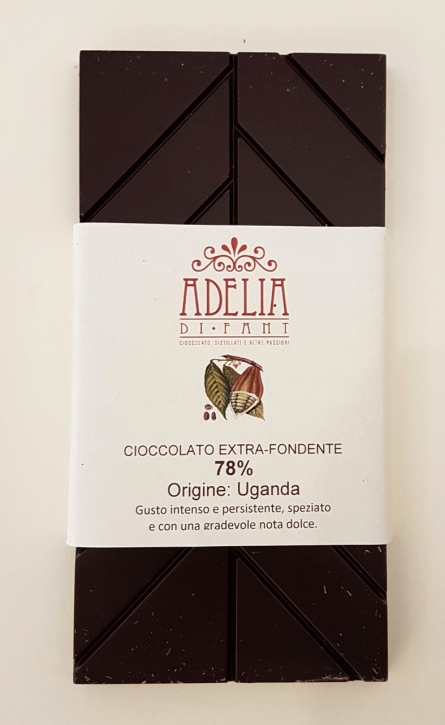 ADELIA
DI•FANT
CIOCCOLATO, DISTILLATI E ALTRE PASSIONI
CIOCCOLATO EXTRA-FONDENTE
78%
Origine: Uganda
Gusto intenso e persistente, speziato
e con una gradevole nota dolce.